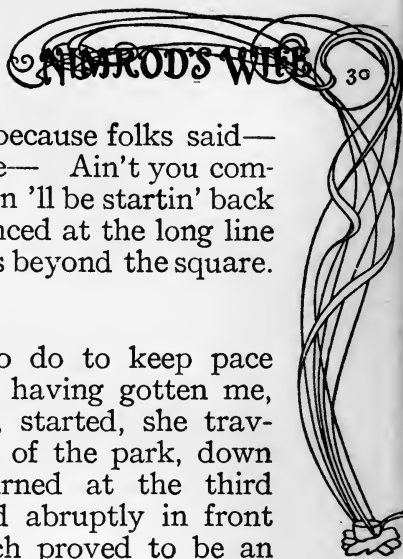 NIMROD'S WIFE
30
because folks said—
e— Ain't you com-
n 'll be startin' back
nced at the long line
s beyond the square.
o do to keep pace
having gotten me,
, started, she trav-
of the park, down
rned at the third
d abruptly in front
ch proved to be an